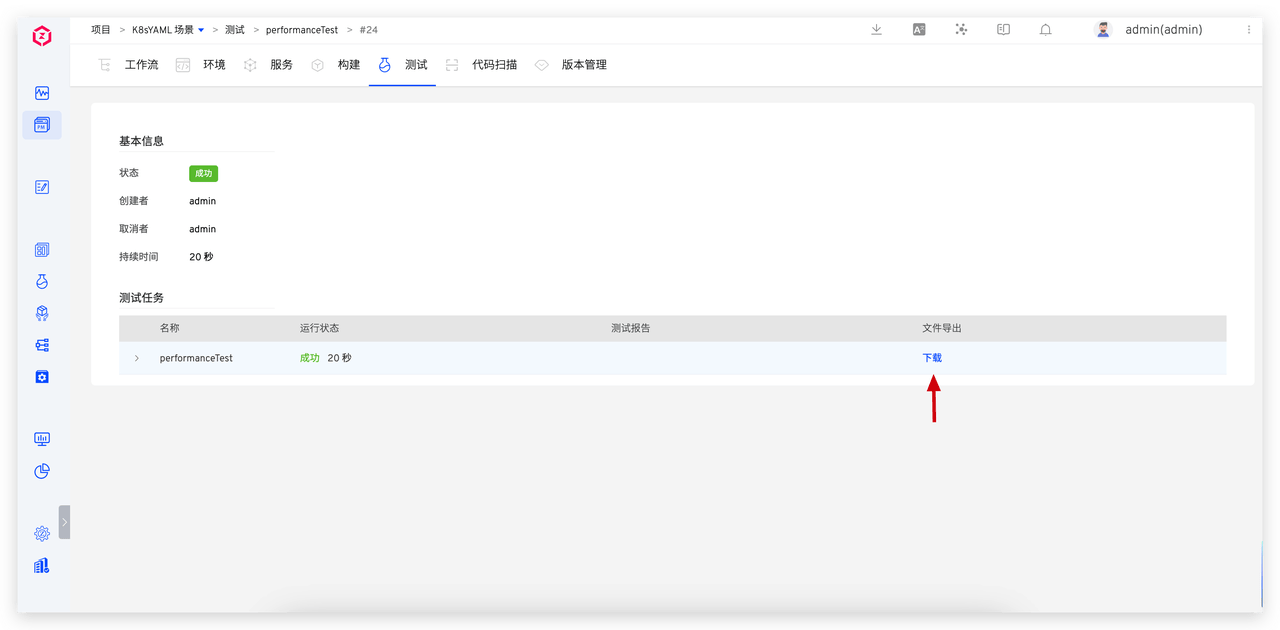 项目 > K8sYAML 场景 > 测试 > performanceTest > #24
admin(admin)
工作流 环境 服务 构建 测试 代码扫描 版本管理
基本信息
状态 成功
创建者 admin
取消者 admin
持续时间 20 秒
测试任务
名称 运行状态 测试报告 文件导出
performanceTest 成功 20 秒 下载